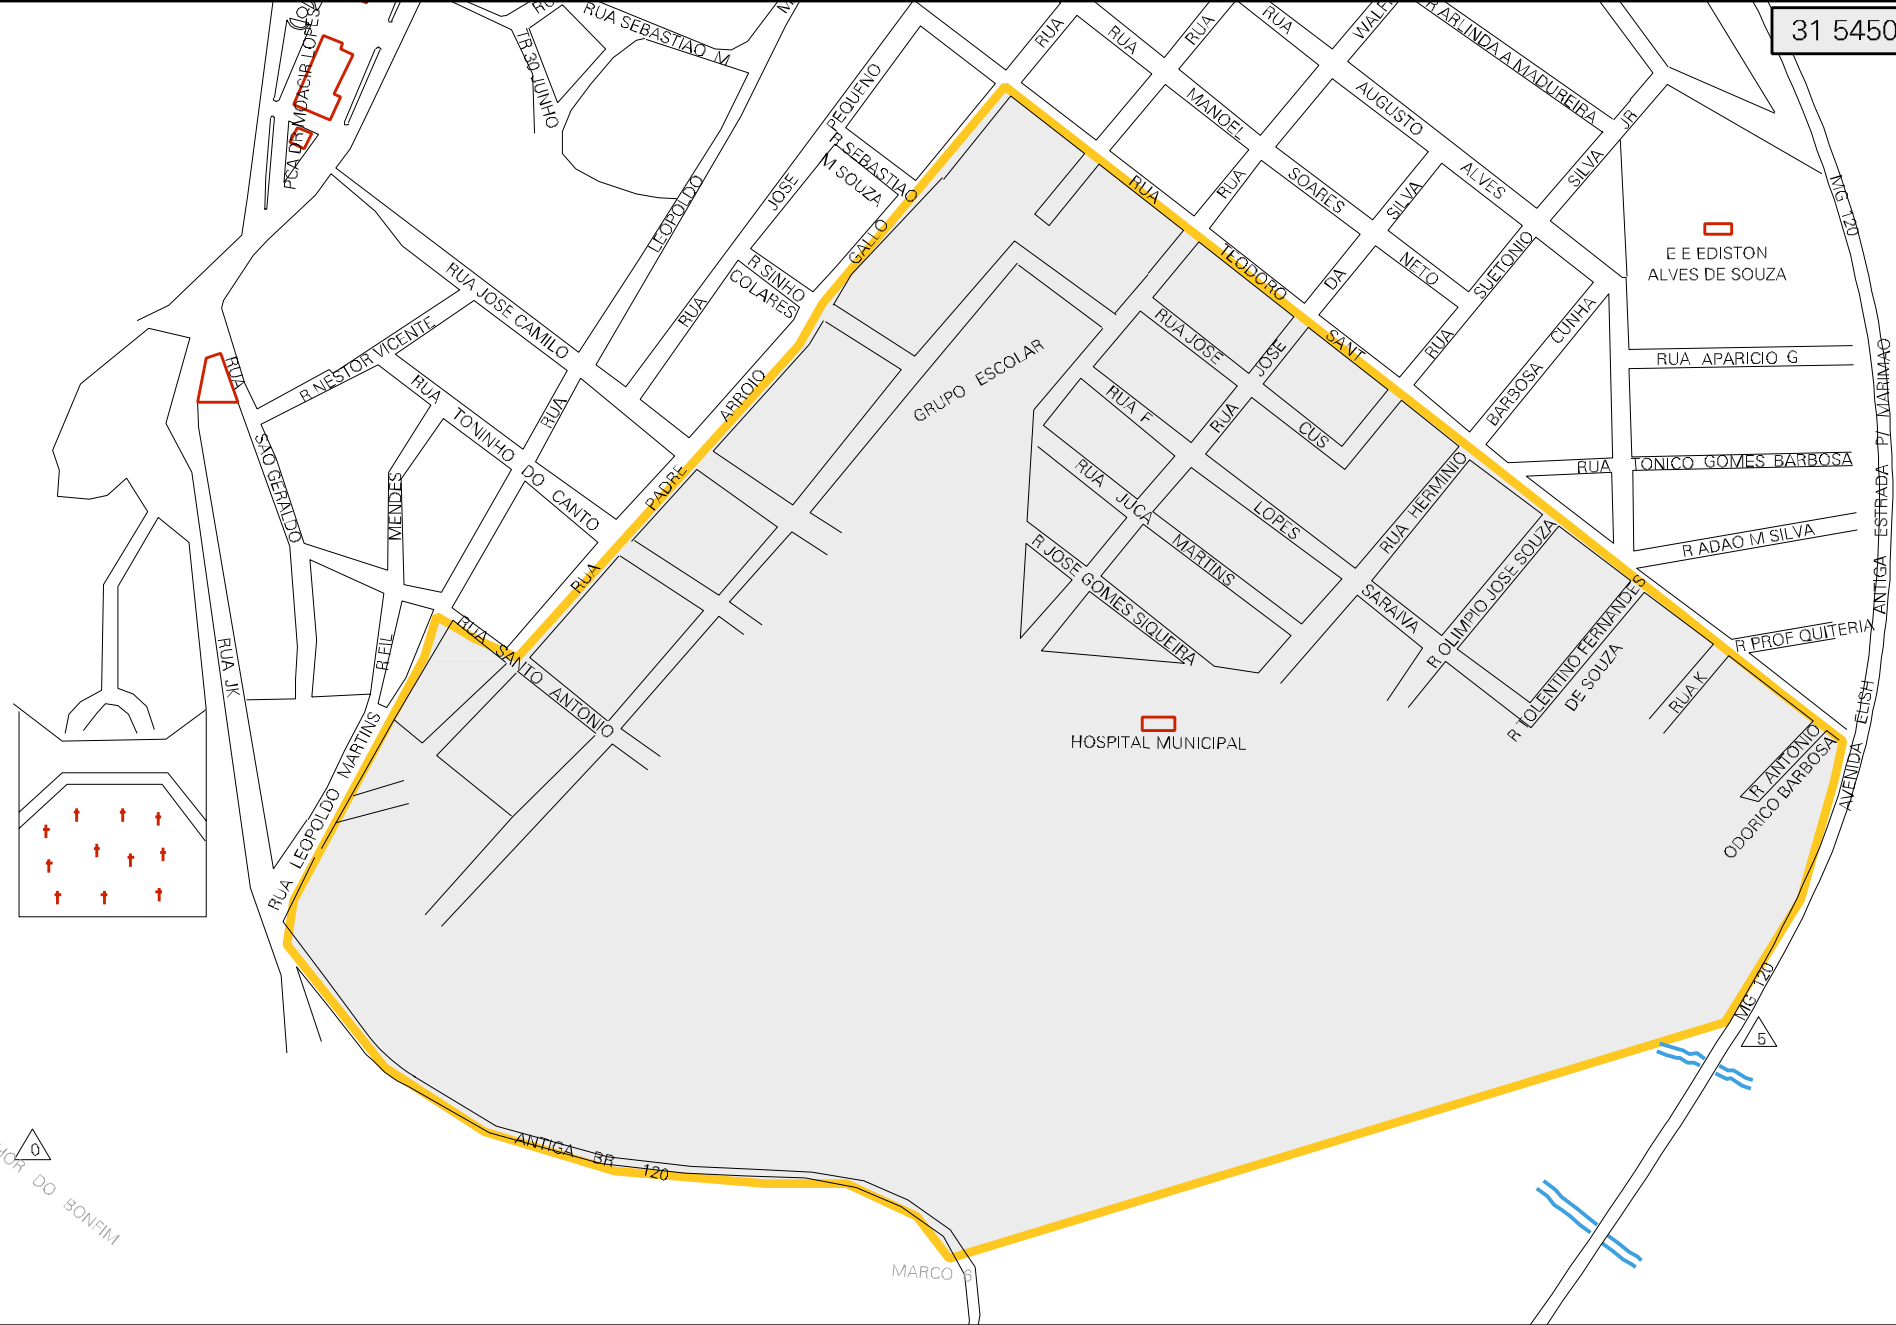 31 5450
RUA SEBASTIAO M
TR 30 JUNHO
PCA DR MOACIR LOPES
RUA
RUA
RUA
RUA
R ARLINDA A MADUREIRA
MANOEL
AUGUSTO
PEQUENO
JOSE
R SEBASTIAO
M SOUZA
SILVA JR
ALVES
SOARES
RUA
SILVA
RUA
MG 120
LEOPOLDO
GALLO
R SINHO
COLARES
TEODORO
NETO
DA
SUETONIO
E E EDISTON
ALVES DE SOUZA
RUA JOSE CAMILO
RUA
RUA JOSE
JOSE
SANT
RUA
CUNHA
BARBOSA
RUA APARICIO G
R NESTOR VICENTE
RUA
GRUPO ESCOLAR
ARROIO
RUA TONINHO DO CANTO
RUA
RUA F
RUA
CUS
SAO GERALDO
MENDES
PADRE
RUA
RUA TONICO GOMES BARBOSA
RUA JUCA MARTINS
LOPES
RUA HERMINIO
R ADAO M SILVA
ANTIGA ESTRADA P/ MARIMAO
R JOSE GOMES SIQUEIRA
SARAIVA
R OLIMPIO JOSE SOUZA
R TOLENTINO FERNANDES
DE SOUZA
S
R PROF QUITERIA
RUA SANTO ANTONIO
R FIL
RUA JK
RUA K
HOSPITAL MUNICIPAL
R ANTONIO
ODORICO BARBOSA
AVENIDA ELISH
RUA LEOPOLDO MARTINS
MG 120
5
0
ANTIGA BR 120
DO BONFIM
MARCO 6